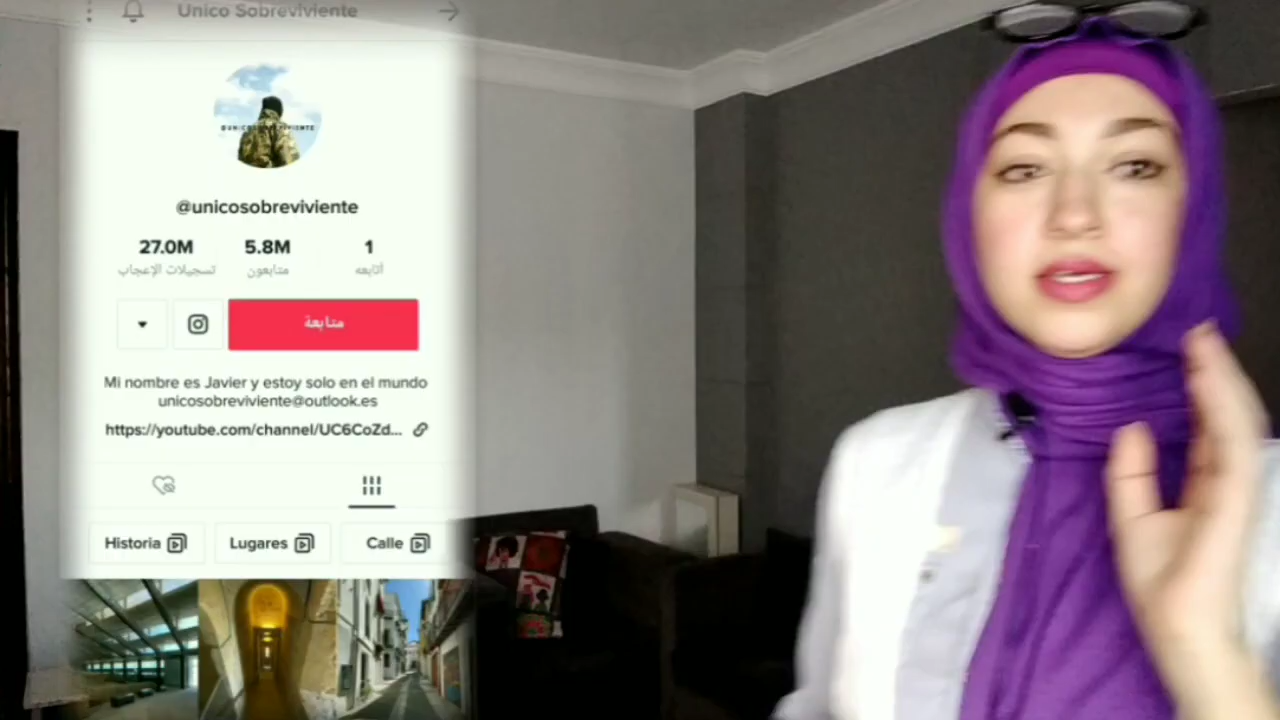 Unico Sobreviviente
@UNICOSOBREVIVIENTE
@unicosobreviviente
27.0M 5.8M 1
تسجيلات الإعجاب متابعون أتابعه
متابعة
Mi nombre es Javier y estoy solo en el mundo
unicosobreviviente@outlook.es
https://youtube.com/channel/UC6CoZd...
Historia Lugares Calle